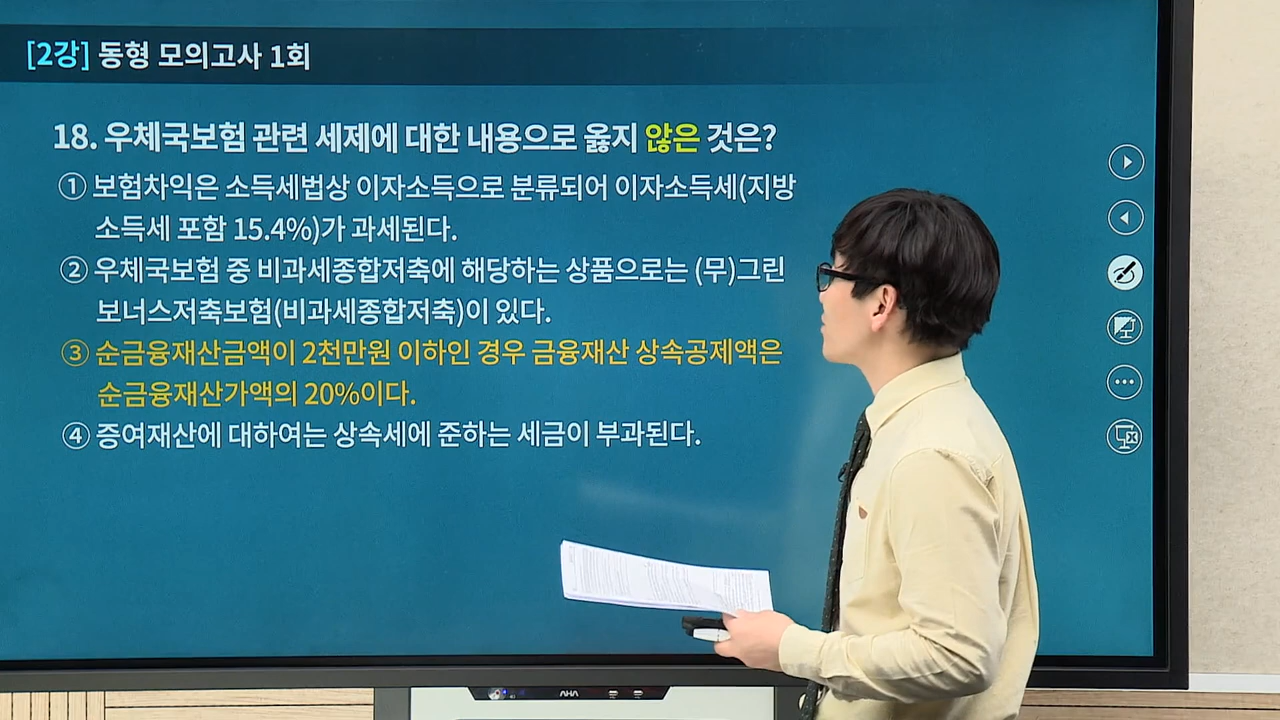 [2강] 동형 모의고사 1회
18. 우체국보험 관련 세제에 대한 내용으로 옳지 않은 것은?
① 보험차익은 소득세법상 이자소득으로 분류되어 이자소득세(지방
소득세 포함 15.4%)가 과세된다.
② 우체국보험 중 비과세종합저축에 해당하는 상품으로는 (무)그린
보너스저축보험(비과세종합저축)이 있다.
③ 순금융재산금액이 2천만원 이하인 경우 금융재산 상속공제액은
순금융재산가액의 20%이다.
④ 증여재산에 대하여는 상속세에 준하는 세금이 부과된다.
AHA